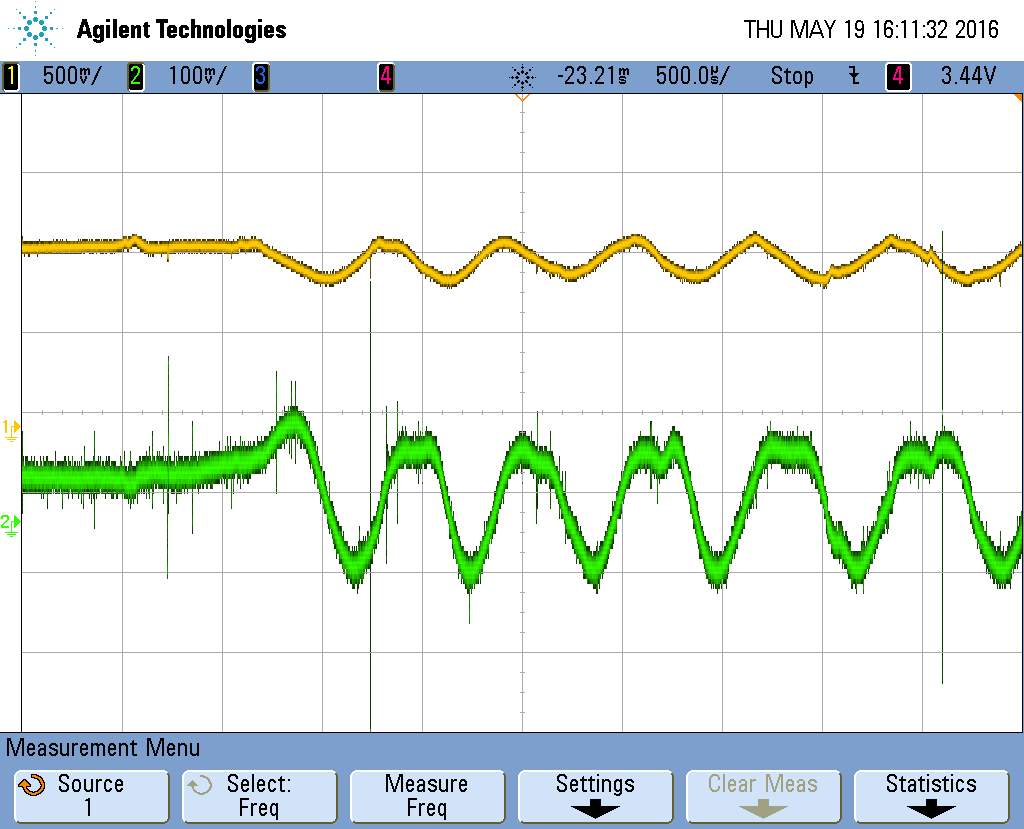 Agilent Technologies THU MAY 19 16:11:32 2016
1 500mV/ 2 100mV/ 3 4 -23.21ms 500.0us/ Stop 4 3.44V
1
2
Measurement Menu
Source Select: Measure Settings Clear Meas Statistics
1 Freq Freq